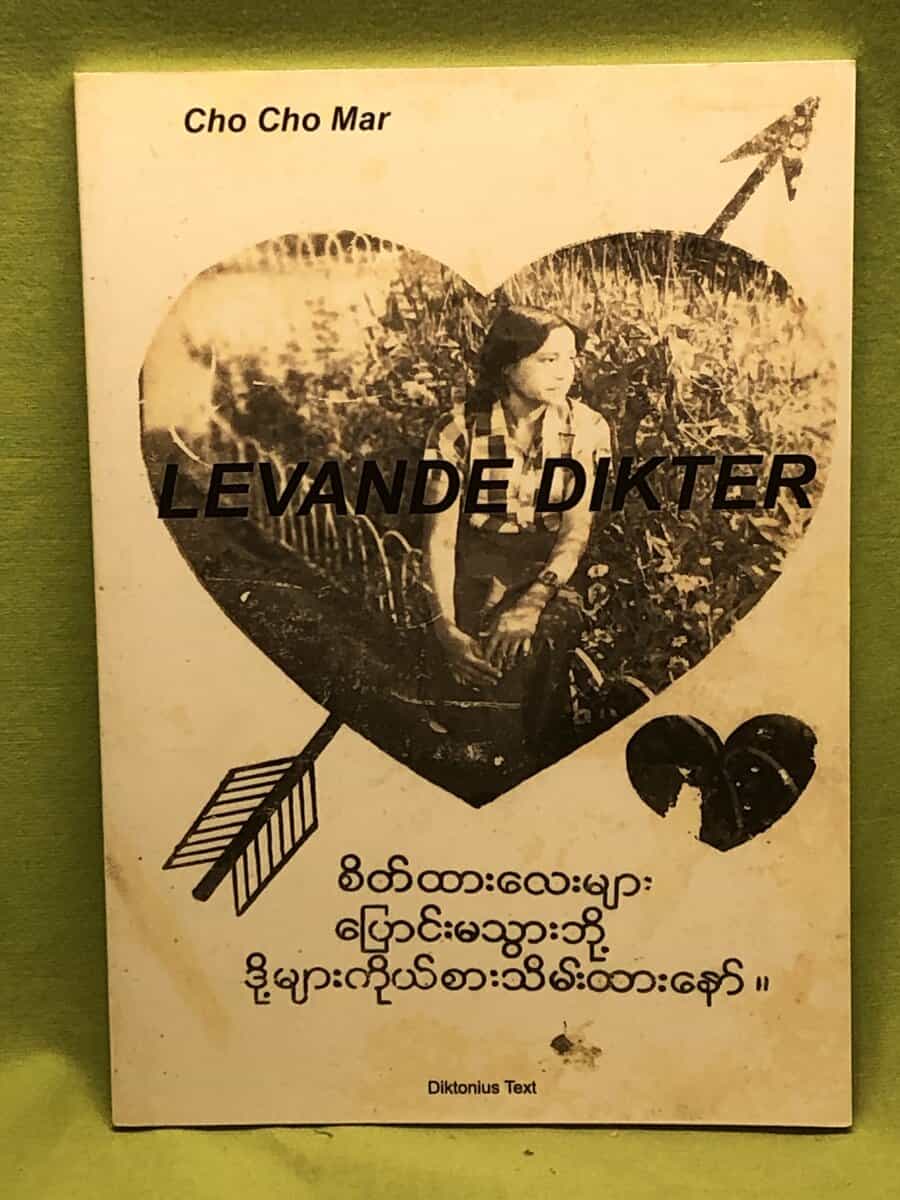 Cho Cho Mar
LEVANDE DIKTER
စိတ်ထားလေးများ
ပြောင်းမသွားဘို့
ဒို့များကိုယ်စားသိမ်းထားနော်။
Diktonius Text